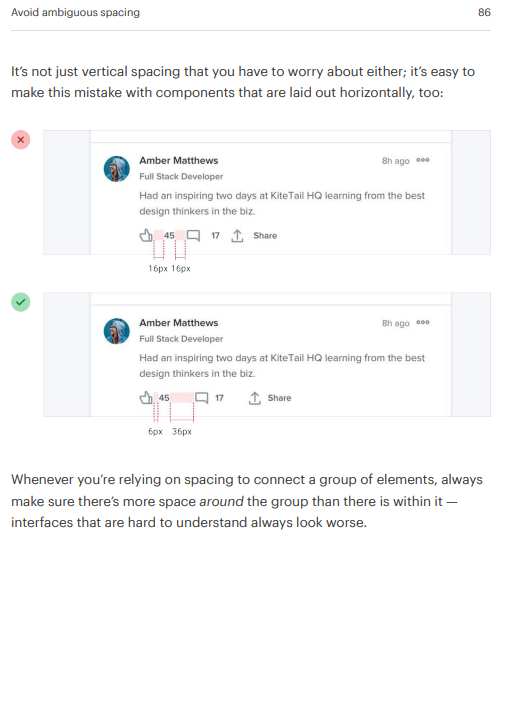 Avoid ambiguous spacing 86
It's not just vertical spacing that you have to worry about either; it's easy to
make this mistake with components that are laid out horizontally, too:
Amber Matthews 8h ago
Full Stack Developer
Had an inspiring two days at KiteTail HQ learning from the best
design thinkers in the biz.
45 17 Share
16px 16px
Amber Matthews 8h ago
Full Stack Developer
Had an inspiring two days at KiteTail HQ learning from the best
design thinkers in the biz.
45 17 Share
6px 36px
Whenever you're relying on spacing to connect a group of elements, always
make sure there's more space around the group than there is within it —
interfaces that are hard to understand always look worse.